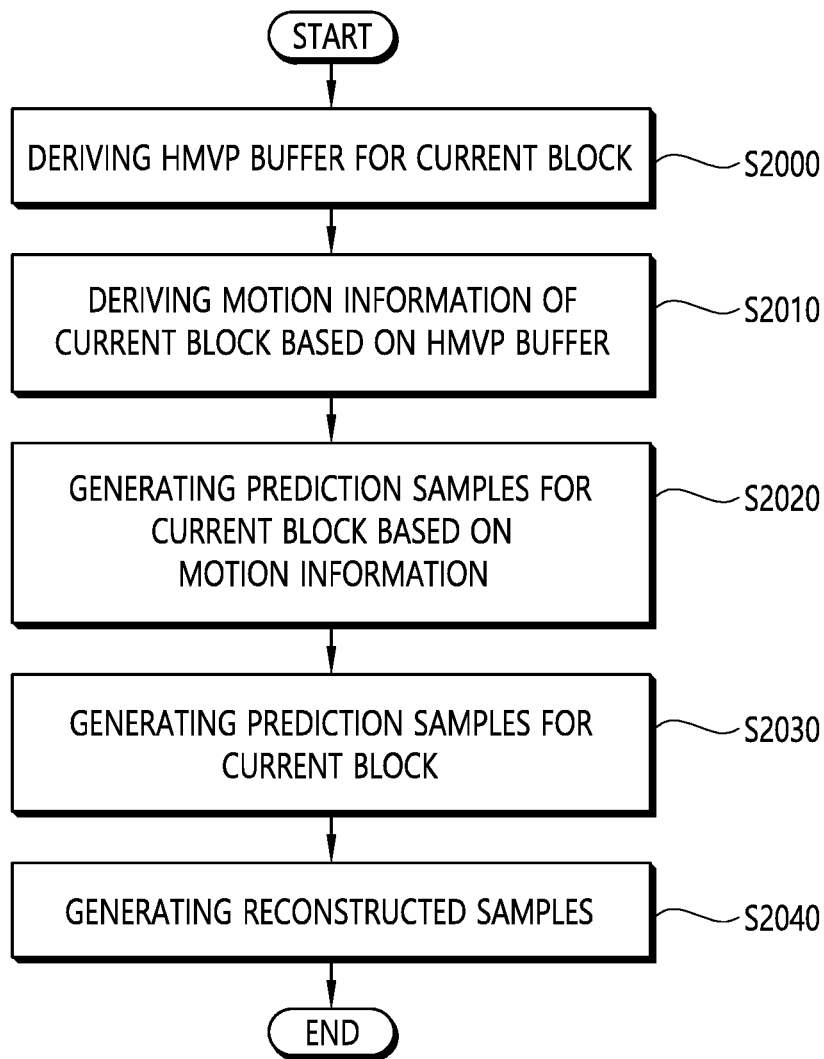 START
DERIVING HMVP BUFFER FOR CURRENT BLOCK
S2000
DERIVING MOTION INFORMATION OF
CURRENT BLOCK BASED ON HMVP BUFFER
S2010
GENERATING PREDICTION SAMPLES FOR
CURRENT BLOCK BASED ON
MOTION INFORMATION
S2020
GENERATING PREDICTION SAMPLES FOR
CURRENT BLOCK
S2030
GENERATING RECONSTRUCTED SAMPLES
S2040
END